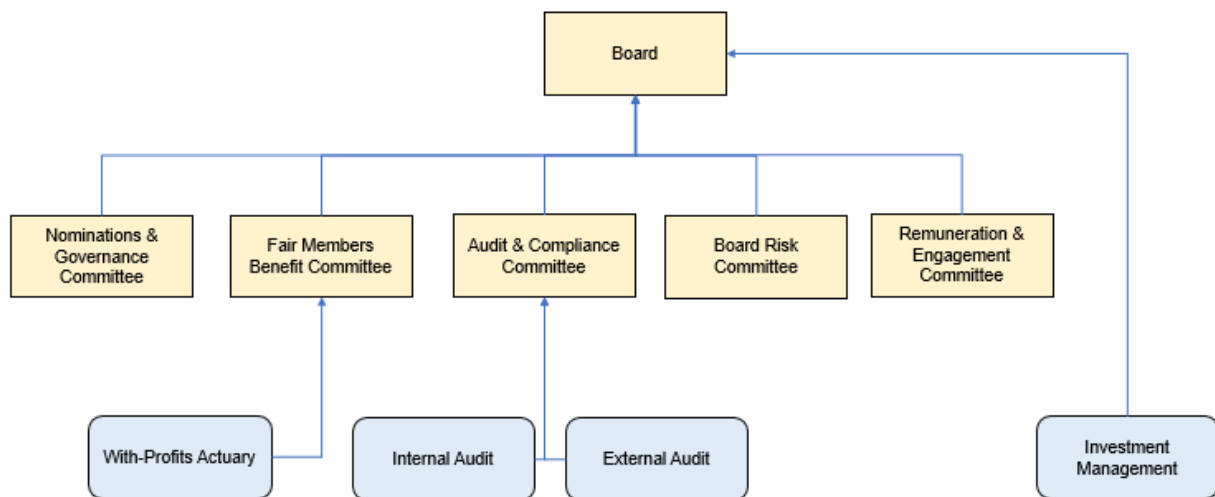 Board
Nominations &
Governance
Committee
Fair Members
Benefit Committee
Audit & Compliance
Committee
Board Risk
Committee
Remuneration &
Engagement
Committee
With-Profits Actuary
Internal Audit
External Audit
Investment
Management